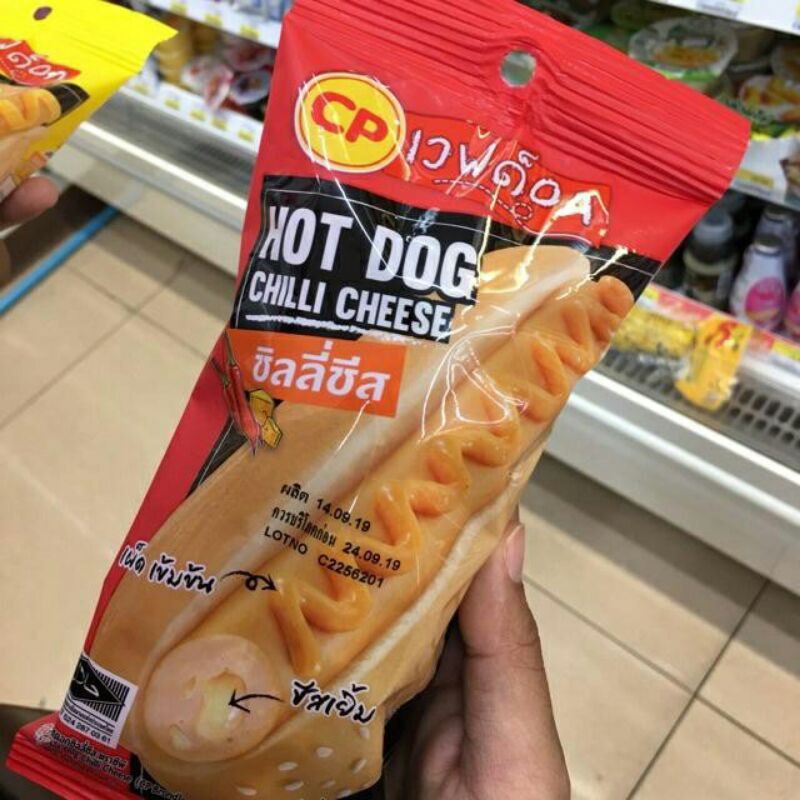 CP
เวฟด็อก
HOT DOG
CHILLI CHEESE
ชิลลี่ชีส
ผลิต 14.09.19
ควรบริโภคก่อน 24.09.19
LOTNO C2256201
เผ็ด เข้มข้น
ชีสเยิ้ม